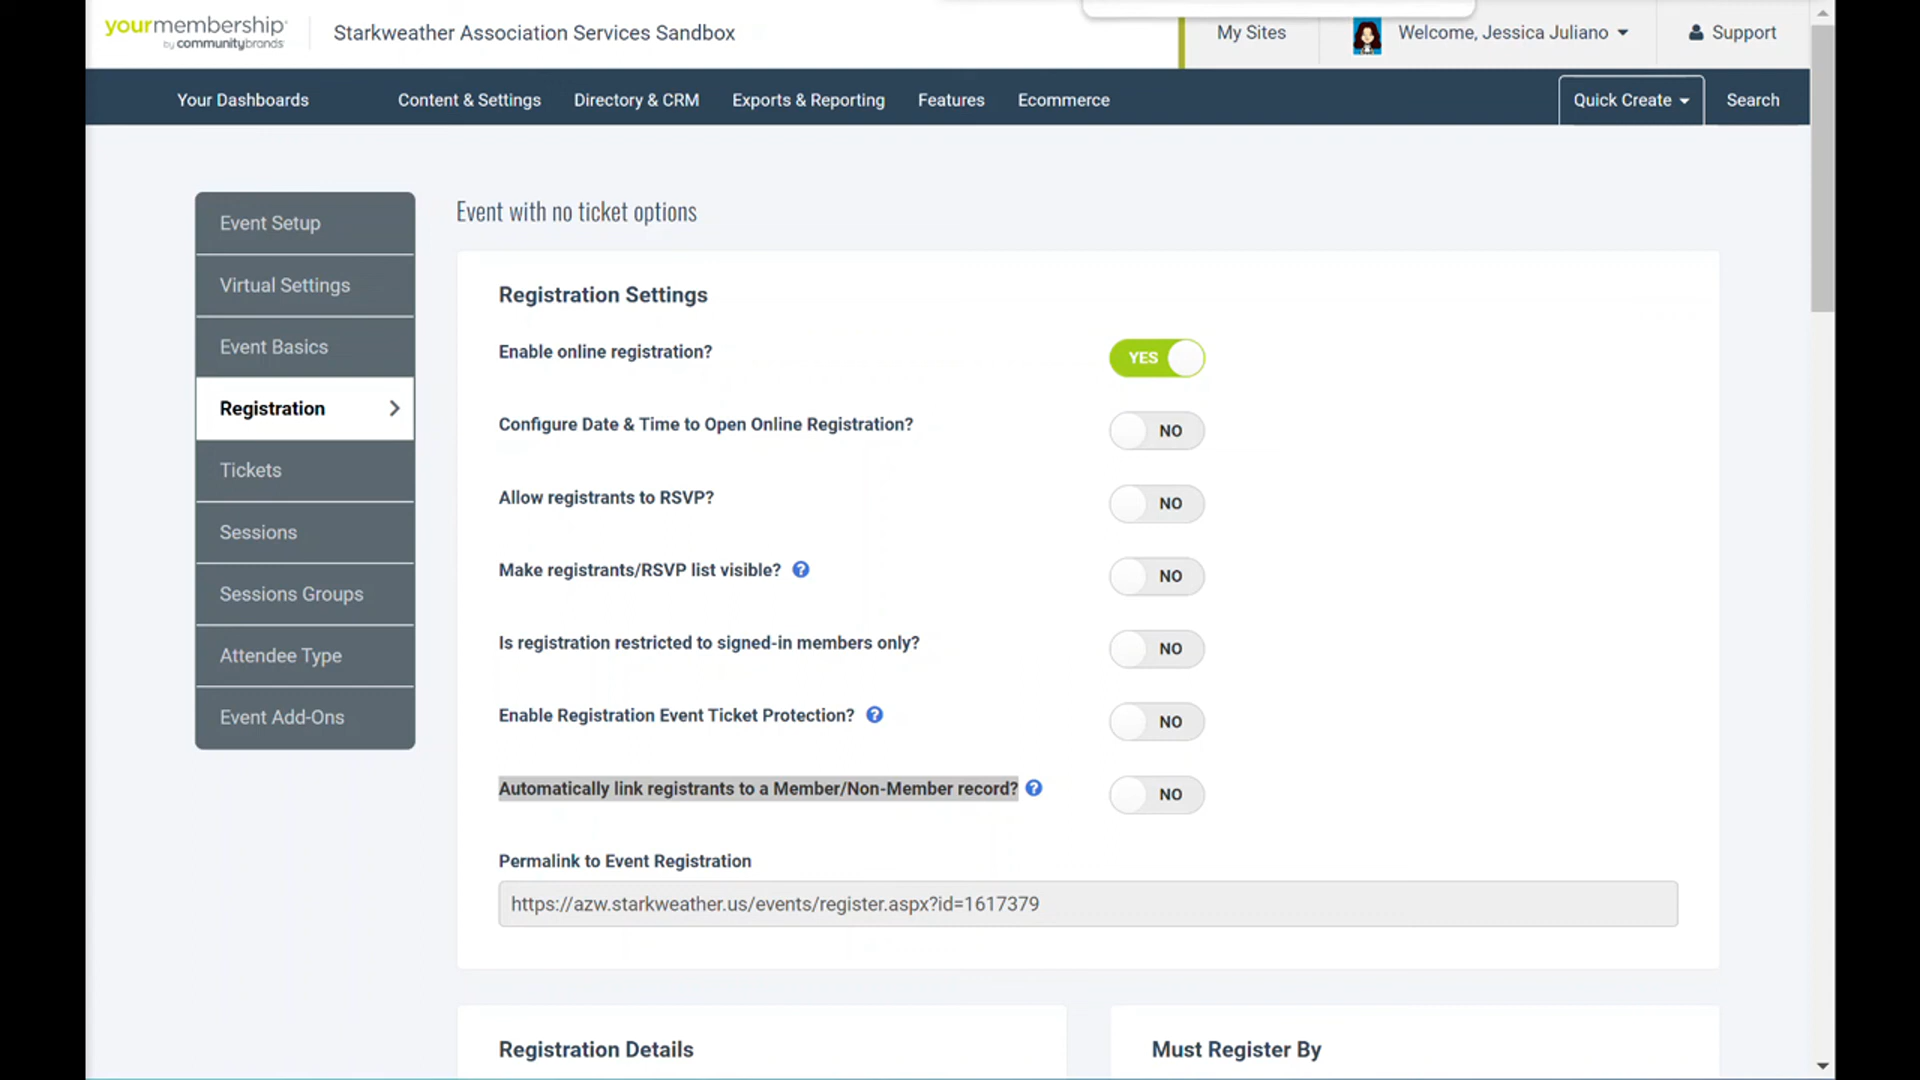 yourmembership
by communitybrands
Starkweather Association Services Sandbox
My Sites
Welcome, Jessica Juliano
Support
Your Dashboards
Content & Settings
Directory & CRM
Exports & Reporting
Features
Ecommerce
Quick Create
Search
Event Setup
Virtual Settings
Event Basics
Registration
Tickets
Sessions
Sessions Groups
Attendee Type
Event Add-Ons
Event with no ticket options
Registration Settings
Enable online registration?
YES
Configure Date & Time to Open Online Registration?
NO
Allow registrants to RSVP?
NO
Make registrants/RSVP list visible? ?
NO
Is registration restricted to signed-in members only?
NO
Enable Registration Event Ticket Protection? ?
NO
Automatically link registrants to a Member/Non-Member record? ?
NO
Permalink to Event Registration
https://azw.starkweather.us/events/register.aspx?id=1617379
Registration Details
Must Register By